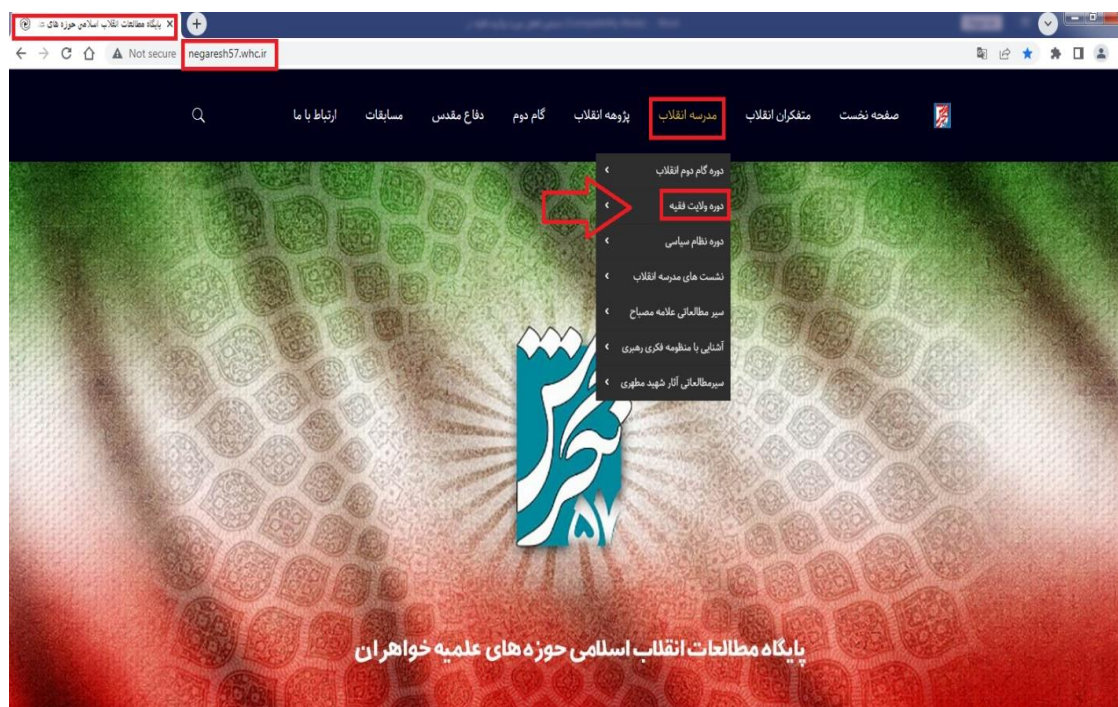 پایگاه مطالعات انقلاب اسلامی حوزه های
Not secure
negaresh57.whc.ir
صفحه نخست
متفکران انقلاب
مدرسه انقلاب
پژوهه انقلاب
گام دوم
دفاع مقدس
مسابقات
ارتباط با ما
دوره گام دوم انقلاب
دوره ولایت فقیه
دوره نظام سیاسی
نشست های مدرسه انقلاب
سیر مطالعاتی علامه مصباح
آشنایی با منظومه فکری رهبری
سیرمطالعاتی آثار شهید مطهری
نگرش
۵۷
پایگاه مطالعات انقلاب اسلامی حوزه های علمیه خواهران